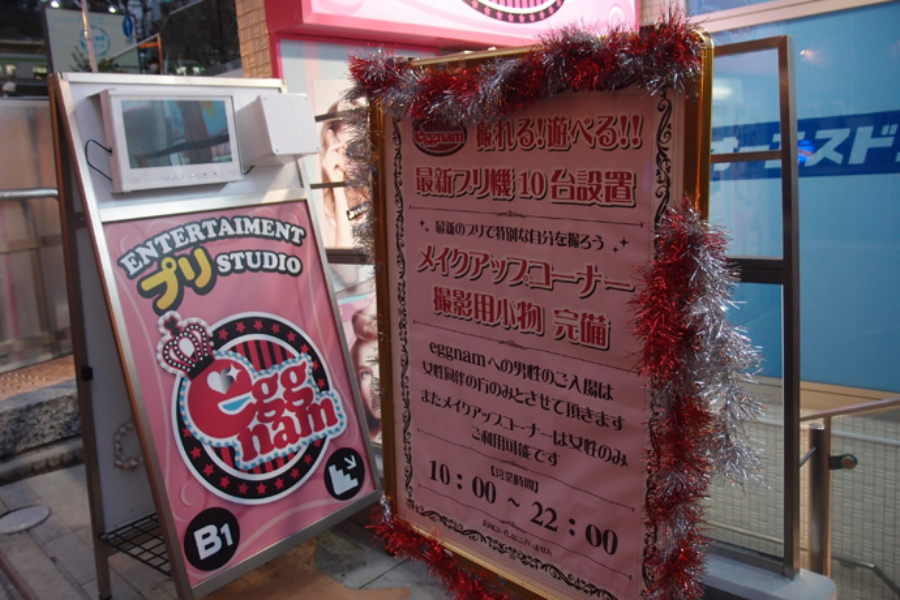 ENTERTAIMENT
プリ STUDIO
egg
nam
B1
eggnam 撮れる!遊べる!!
最新プリ機10台設置
最新のプリで特別な自分を撮ろう
メイクアップコーナー
撮影用小物 完備
eggnamへの男性のご入場は
女性同伴の方のみとさせて頂きます
またメイクアップコーナーは女性のみ
ご利用可能です
【営業時間】
10:00 ~ 22:00